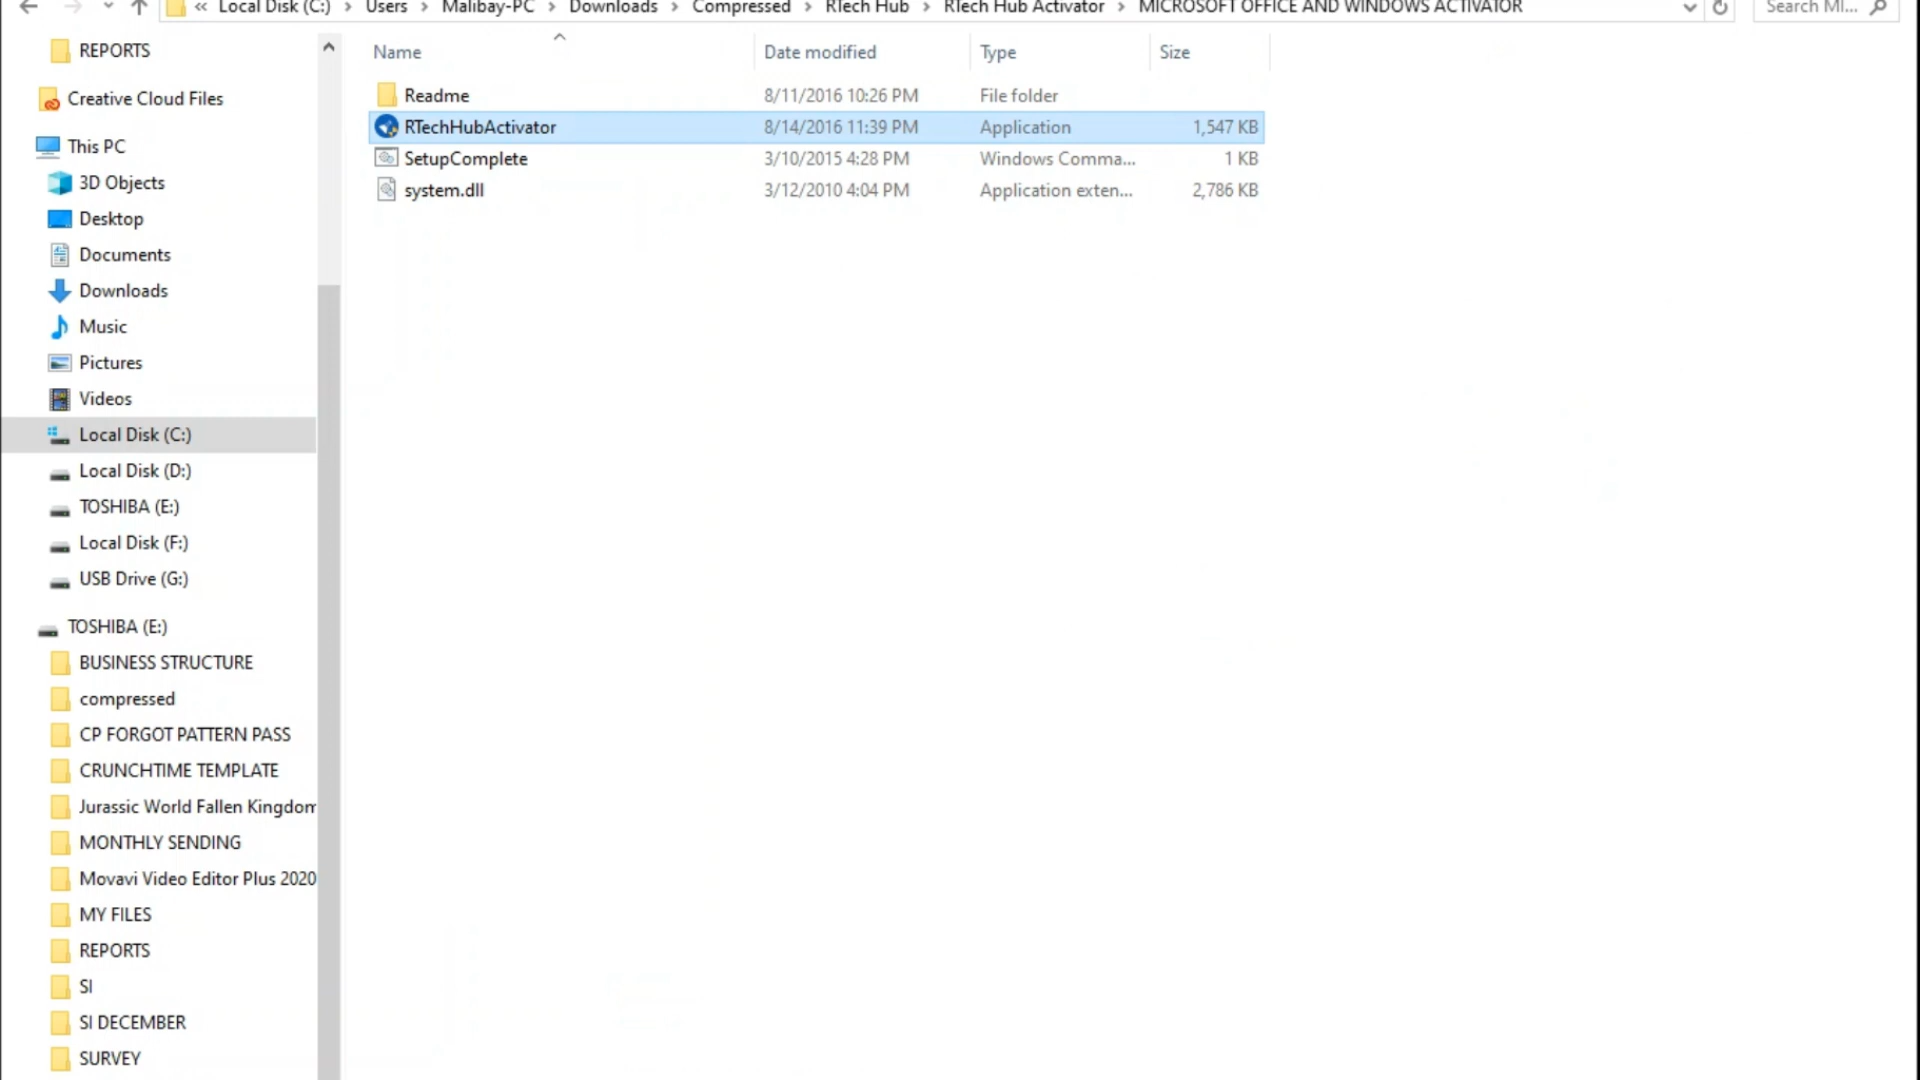 « Local Disk (C:) › Users › Malibay-PC › Downloads › Compressed › RTech Hub › RTech Hub Activator › MICROSOFT OFFICE AND WINDOWS ACTIVATOR
Search MI...
REPORTS
Creative Cloud Files
This PC
3D Objects
Desktop
Documents
Downloads
Music
Pictures
Videos
Local Disk (C:)
Local Disk (D:)
TOSHIBA (E:)
Local Disk (F:)
USB Drive (G:)
TOSHIBA (E:)
BUSINESS STRUCTURE
compressed
CP FORGOT PATTERN PASS
CRUNCHTIME TEMPLATE
Jurassic World Fallen Kingdom
MONTHLY SENDING
Movavi Video Editor Plus 2020
MY FILES
REPORTS
SI
SI DECEMBER
SURVEY
Name Date modified Type Size
Readme 8/11/2016 10:26 PM File folder
RTechHubActivator 8/14/2016 11:39 PM Application 1,547 KB
SetupComplete 3/10/2015 4:28 PM Windows Comma... 1 KB
system.dll 3/12/2010 4:04 PM Application exten... 2,786 KB